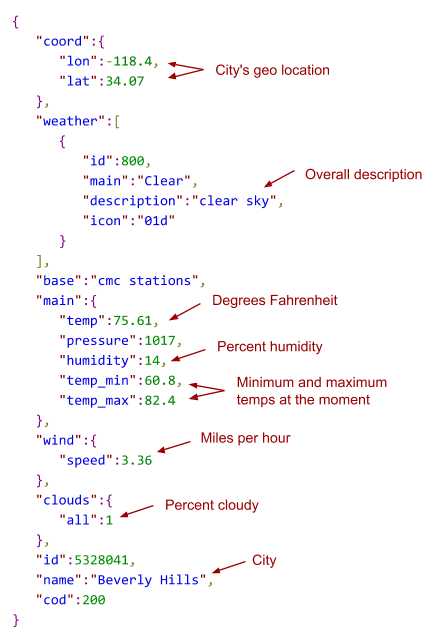 {
"coord":{
"lon":-118.4,
"lat":34.07
City's geo location
},
"weather":[
{
"id":800,
"main":"Clear",
"description":"clear sky",
Overall description
"icon":"01d"
}
],
"base":"cmc stations",
"main":{
"temp":75.61,
Degrees Fahrenheit
"pressure":1017,
"humidity":14,
Percent humidity
"temp_min":60.8,
"temp_max":82.4
Minimum and maximum
temps at the moment
},
"wind":{
"speed":3.36
Miles per hour
},
"clouds":{
"all":1
Percent cloudy
},
"id":5328041,
"name":"Beverly Hills",
City
"cod":200
}